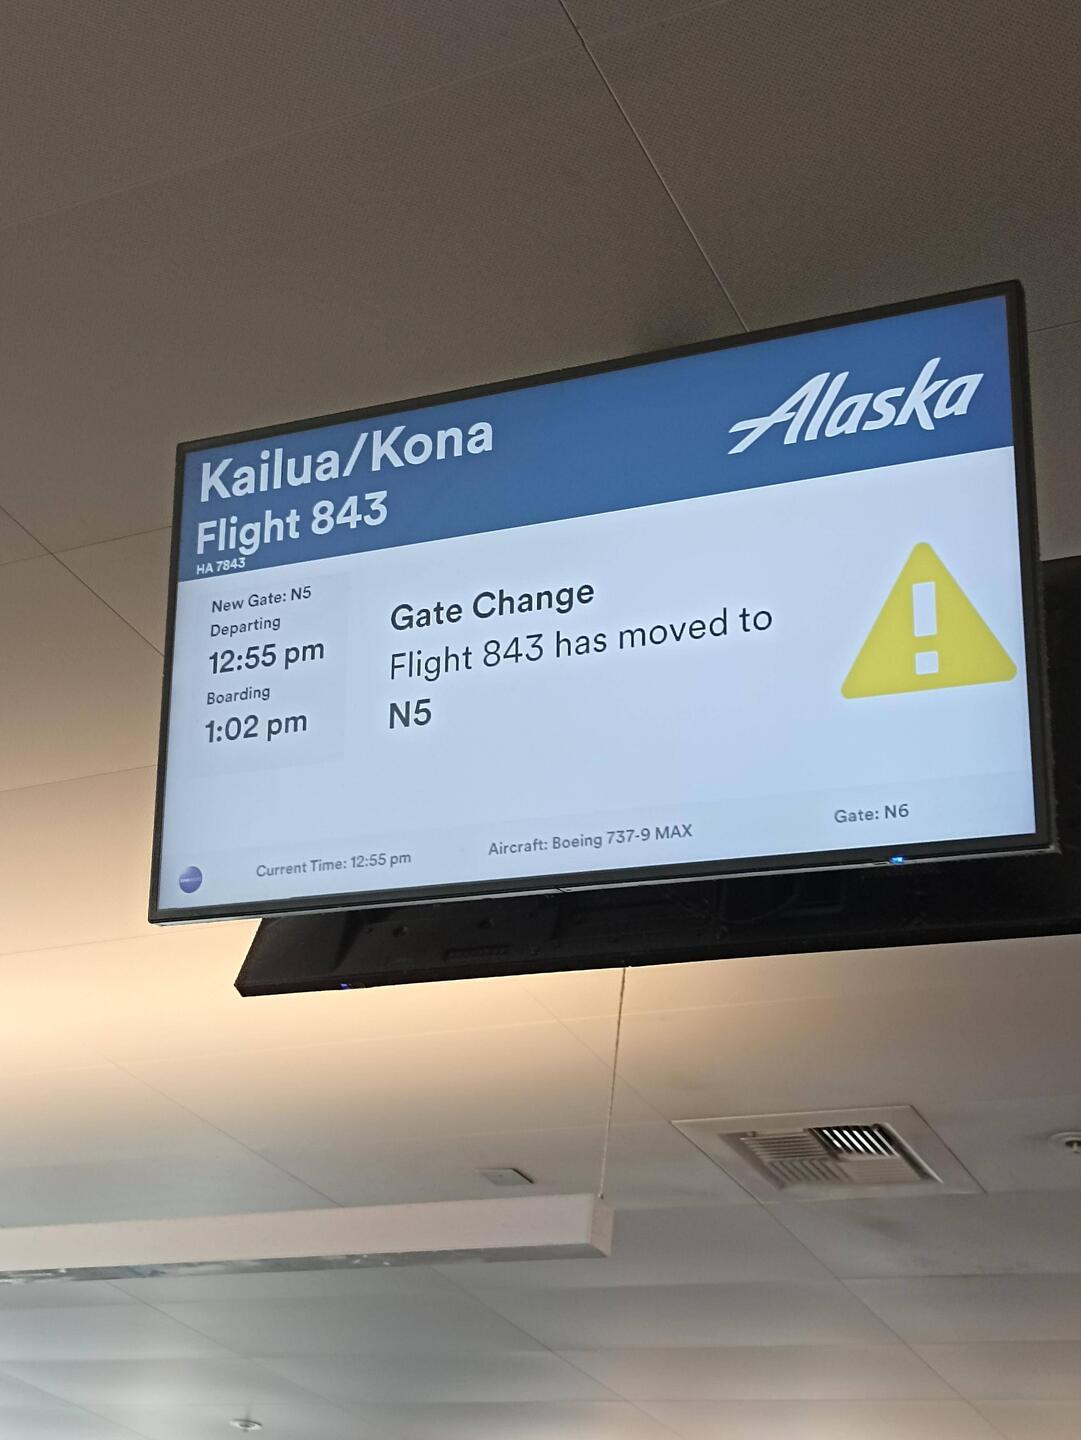 Kailua/Kona
Alaska
Flight 843
HA 7843
New Gate: N5
Departing
12:55 pm
Boarding
1:02 pm
Gate Change
Flight 843 has moved to
N5
Current Time: 12:55 pm
Aircraft: Boeing 737-9 MAX
Gate: N6